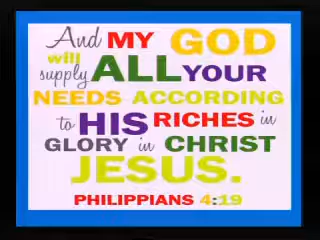 And MY GOD
will supply ALL YOUR
NEEDS ACCORDING
to HIS RICHES in
GLORY in CHRIST
JESUS.
PHILIPPIANS 4:19